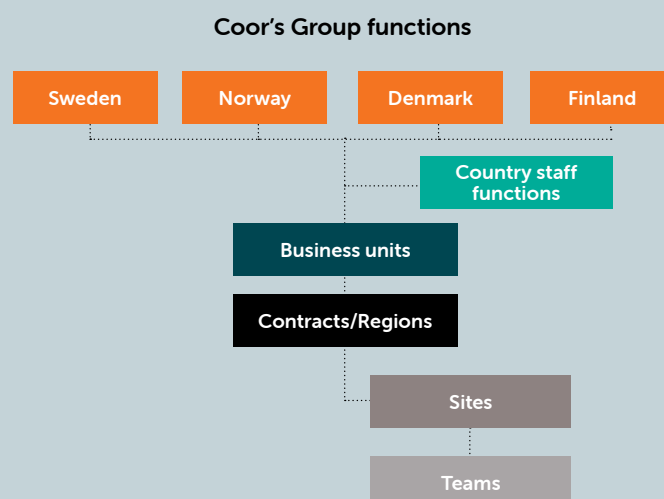 Coor's Group functions
Sweden
Norway
Denmark
Finland
Country staff
functions
Business units
Contracts/Regions
Sites
Teams